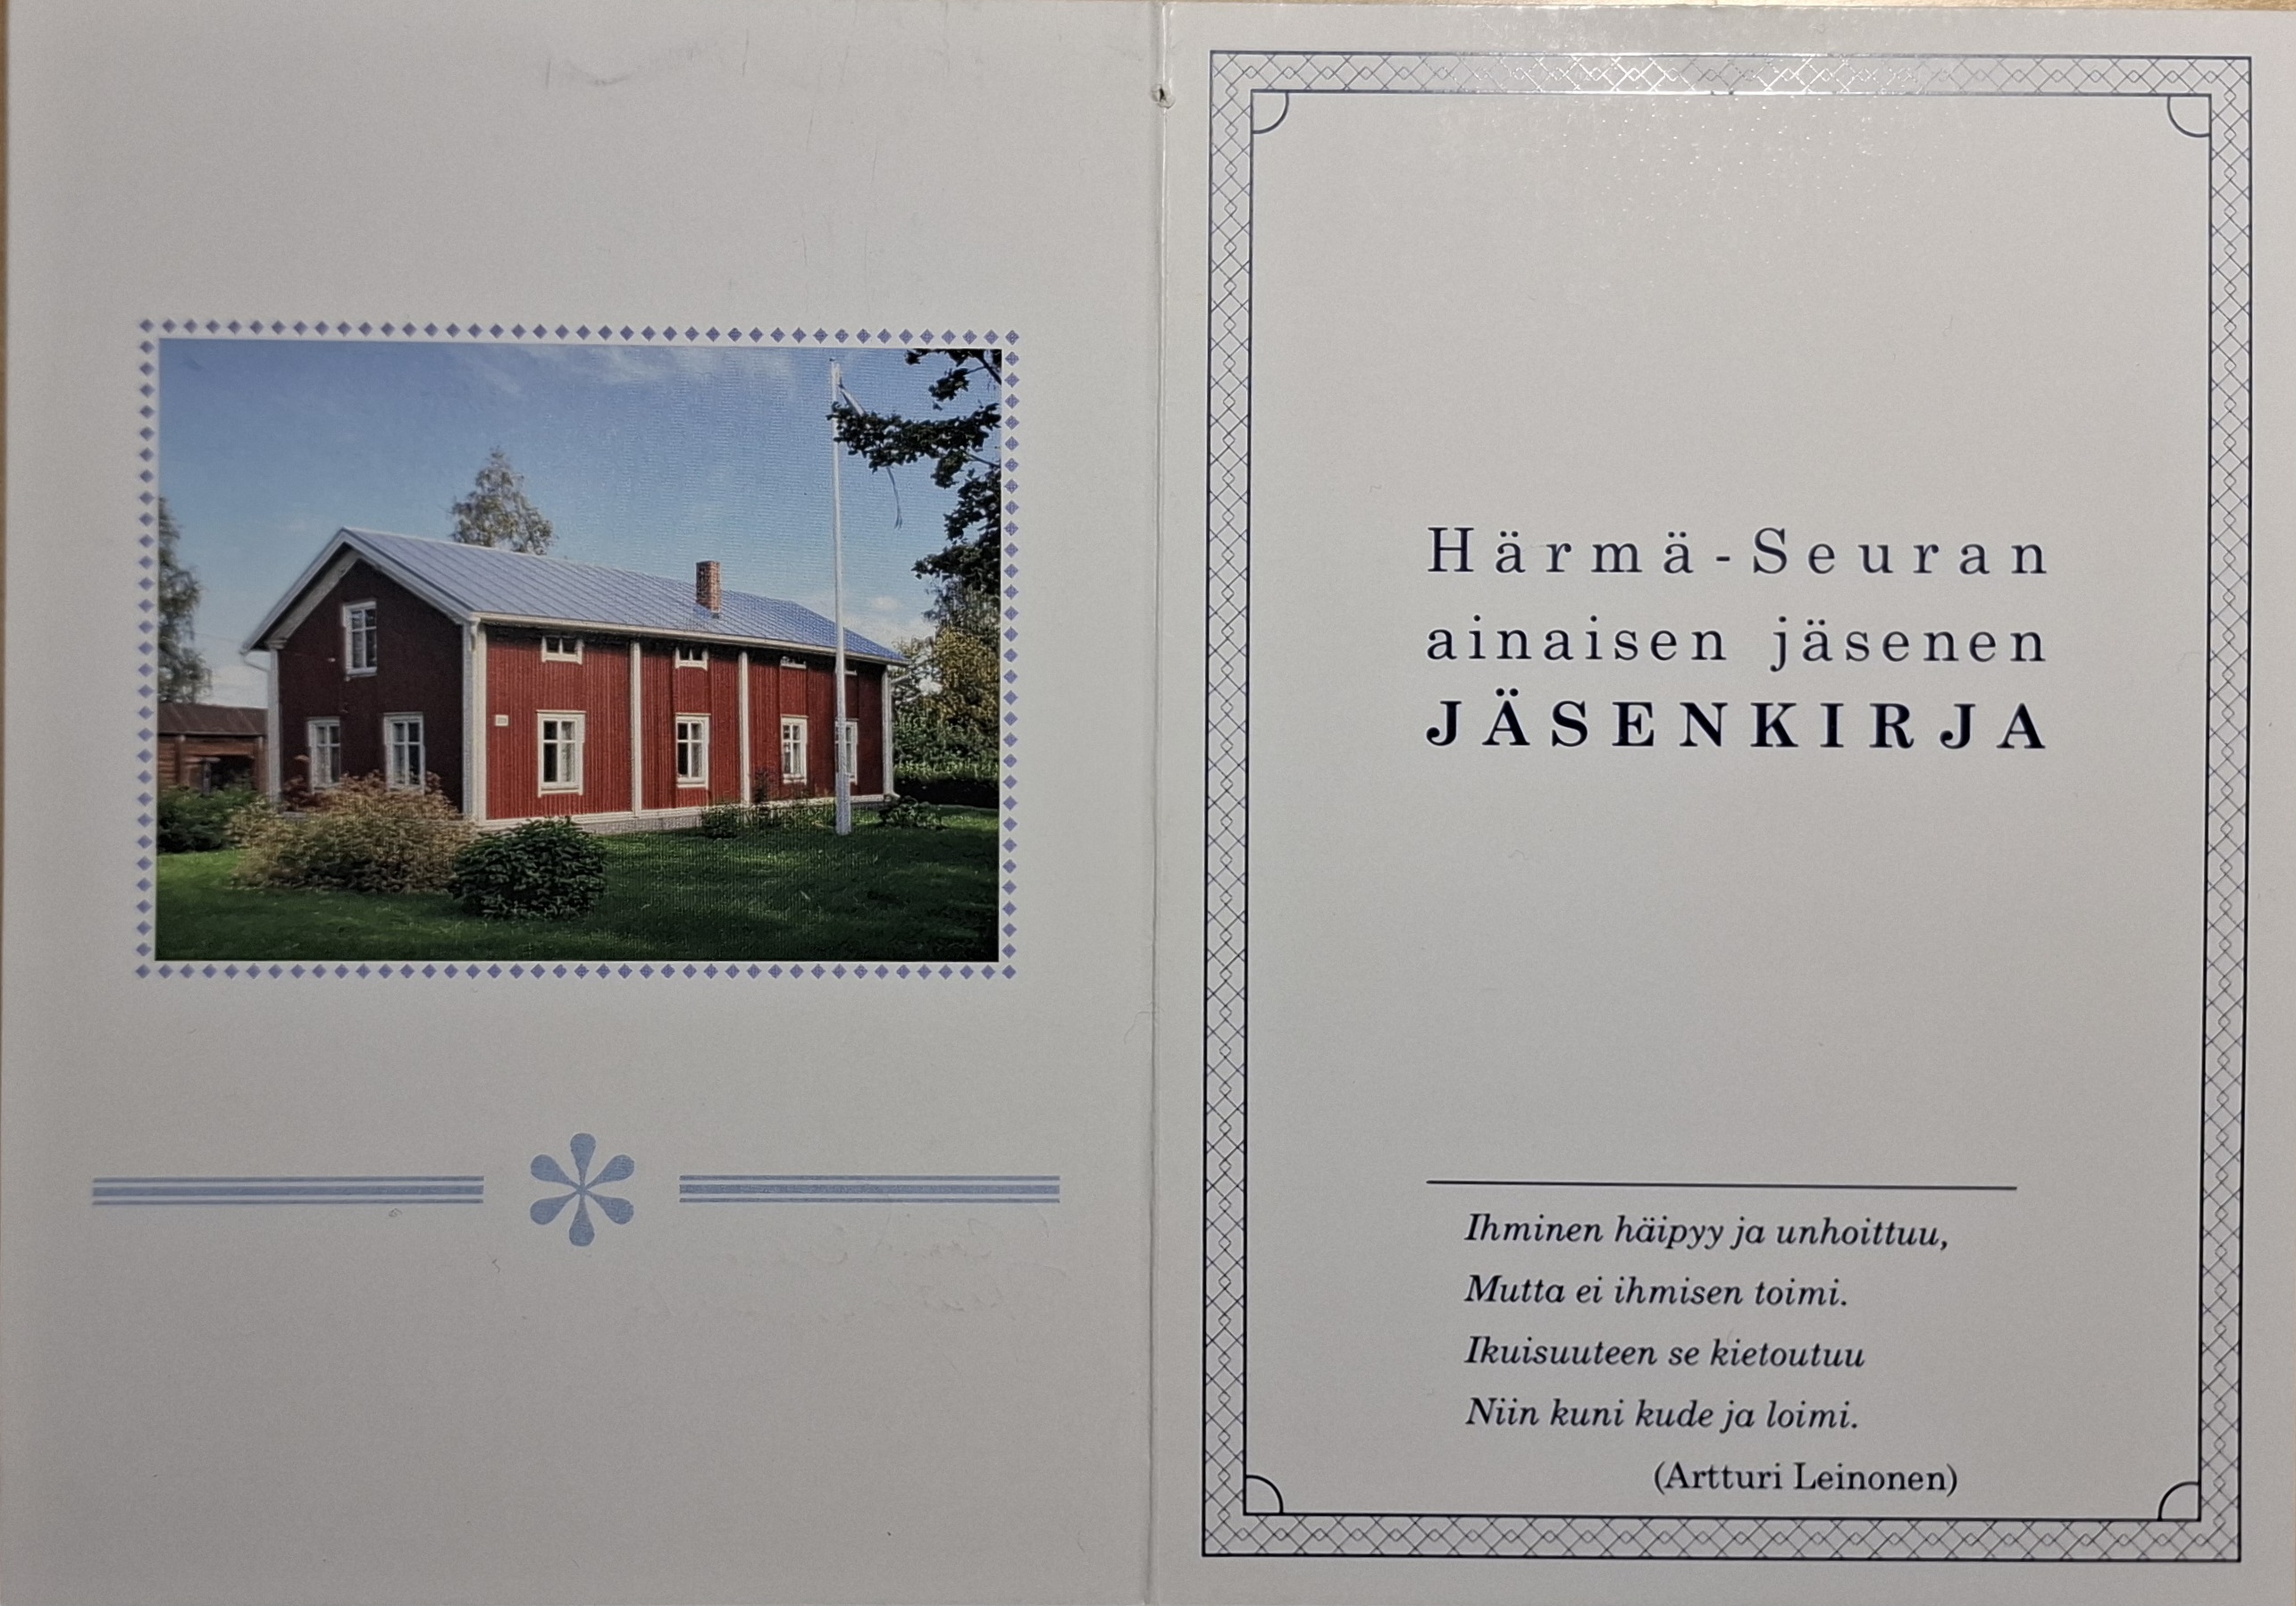 Härmä-Seuran
ainaisen jäsenen
JÄSENKIRJA
Ihminen häipyy ja unhoittuu,
Mutta ei ihmisen toimi.
Ikuisuuteen se kietoutuu
Niin kuni kude ja loimi.
(Artturi Leinonen)